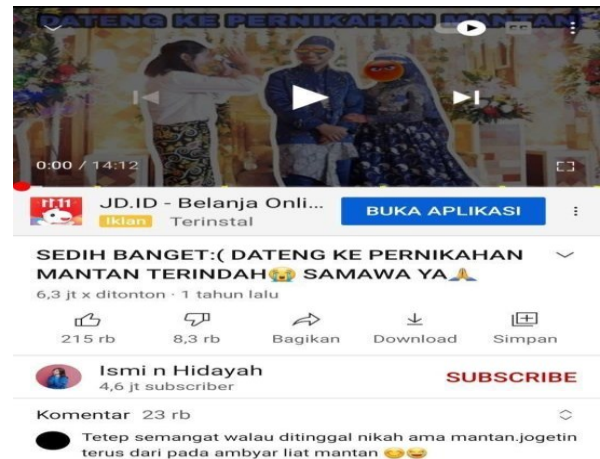 DATENG KE PERNIKAHAN MANTAN
0:00 / 14:12
11.11
JD.ID - Belanja Onli...
Iklan Terinstal
BUKA APLIKASI
SEDIH BANGET:( DATENG KE PERNIKAHAN
MANTAN TERINDAH😭 SAMAWA YA🙏
6,3 jt x ditonton · 1 tahun lalu
215 rb 8,3 rb Bagikan Download Simpan
Ismi n Hidayah
4,6 jt subscriber
SUBSCRIBE
Komentar 23 rb
Tetep semangat walau ditinggal nikah ama mantan.jogetin
terus dari pada ambyar liat mantan 😊😂